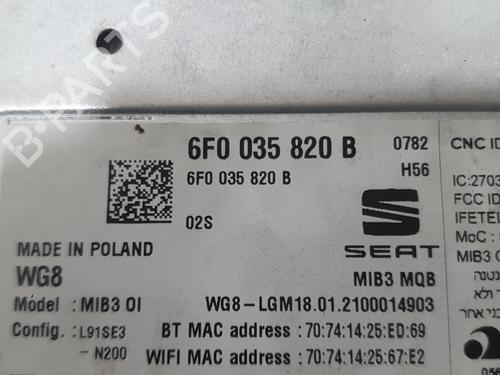 6F0 035 820 B 0782
6F0 035 820 B H56
02S
SEAT
MADE IN POLAND
WG8 MIB3 MQB
Model : MIB3 OI WG8-LGM18.01.2100014903
Config. : L91SE3 BT MAC address : 70:74:14:25:ED:69
-N200 WIFI MAC address : 70:74:14:25:67:E2
CNC ID
IC:2703
FCC ID
IFETEL
MoC :
MIB3 OI
B-PARTS